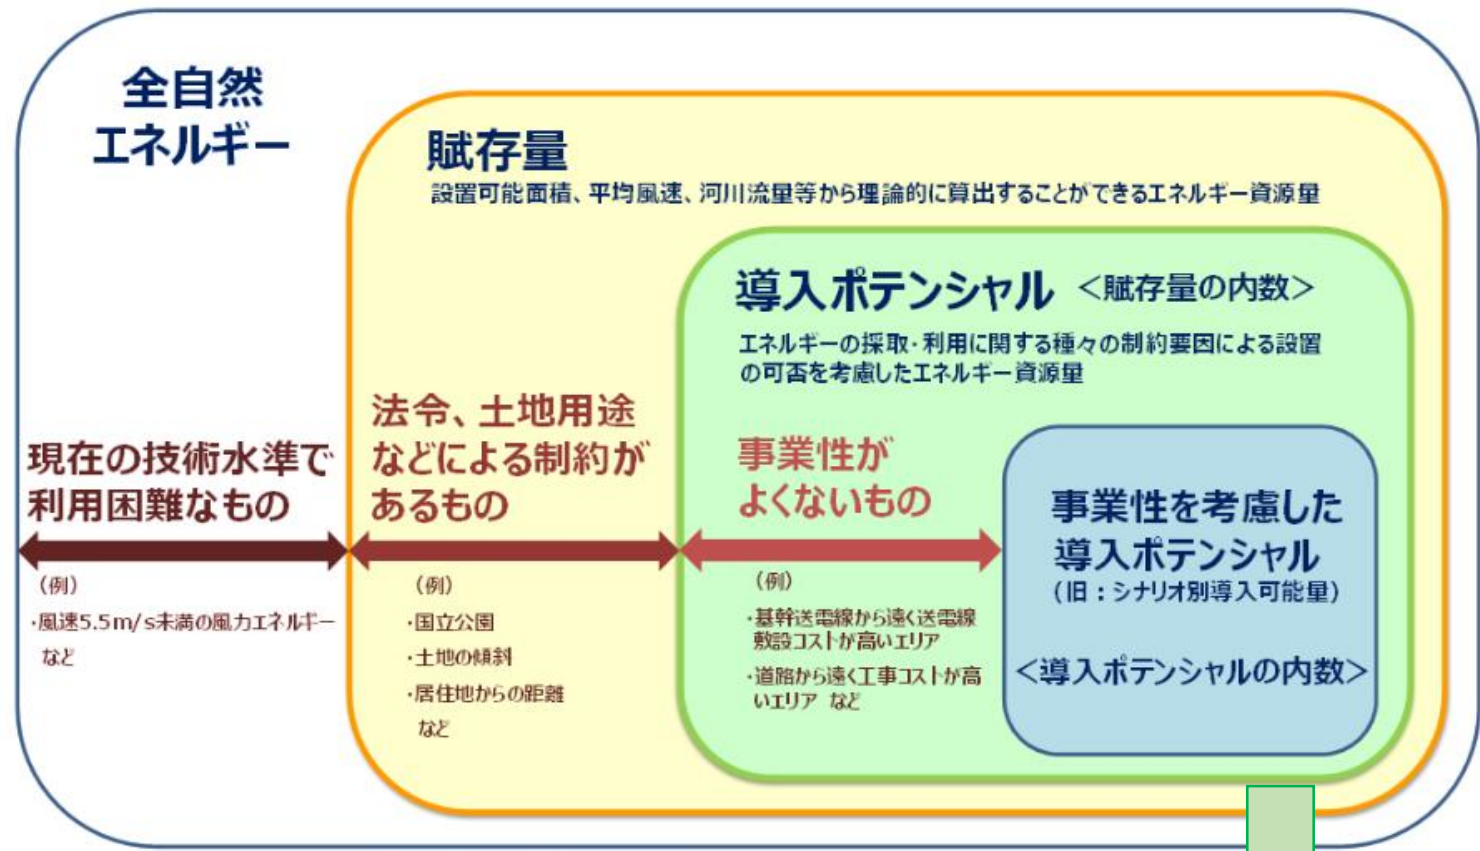 全自然
エネルギー
賦存量
設置可能面積、平均風速、河川流量等から理論的に算出することができるエネルギー資源量
導入ポテンシャル <賦存量の内数>
エネルギーの採取・利用に関する種々の制約要因による設置
の可否を考慮したエネルギー資源量
現在の技術水準で
利用困難なもの
(例)
・風速5.5m/s未満の風力エネルギー
など
法令、土地用途
などによる制約が
あるもの
(例)
・国立公園
・土地の傾斜
・居住地からの距離
など
事業性が
よくないもの
(例)
・基幹送電線から遠く送電線
敷設コストが高いエリア
・道路から遠く工事コストが高
いエリア など
事業性を考慮した
導入ポテンシャル
(旧：シナリオ別導入可能量)
<導入ポテンシャルの内数>